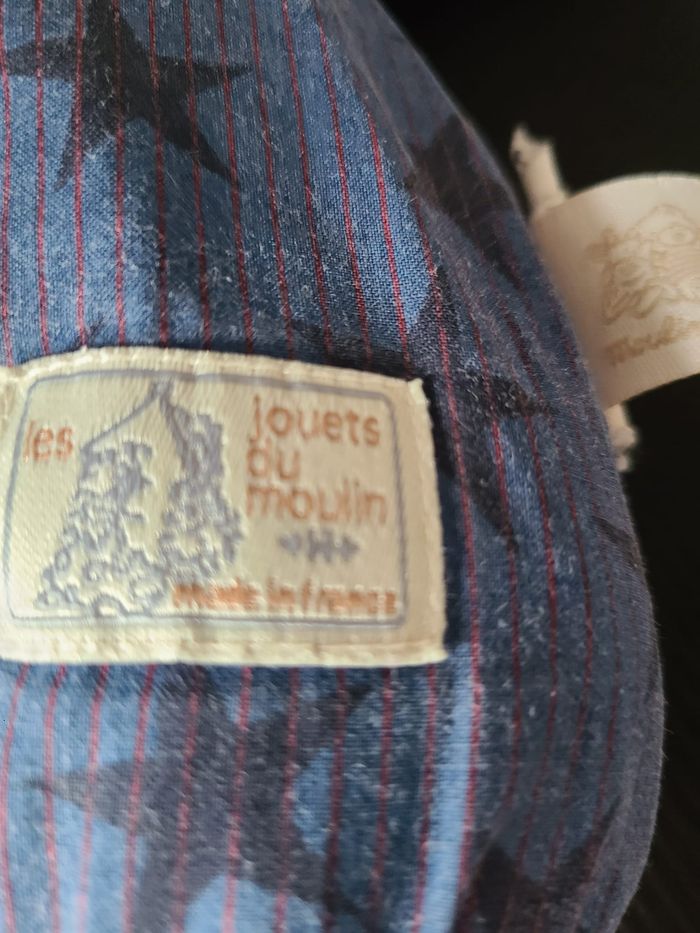 les
jouets
du
moulin
made in france